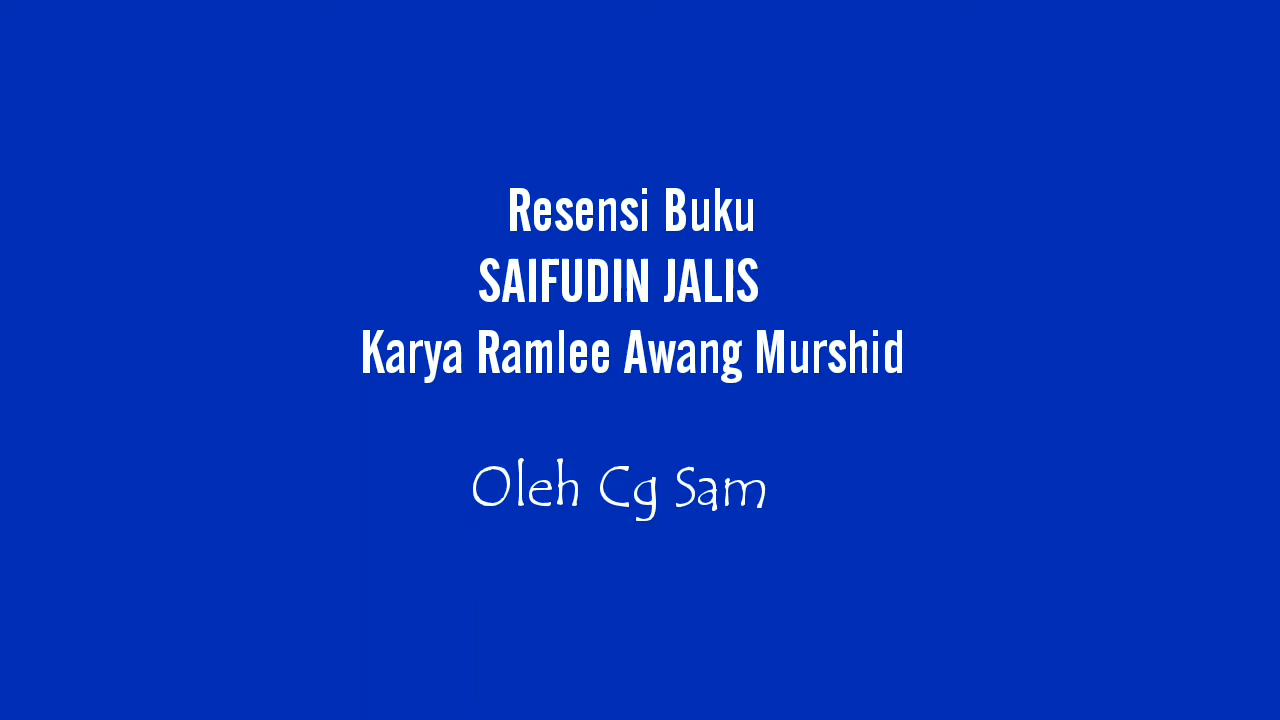 Resensi Buku
SAIFUDIN JALIS
Karya Ramlee Awang Murshid
Oleh Cg Sam